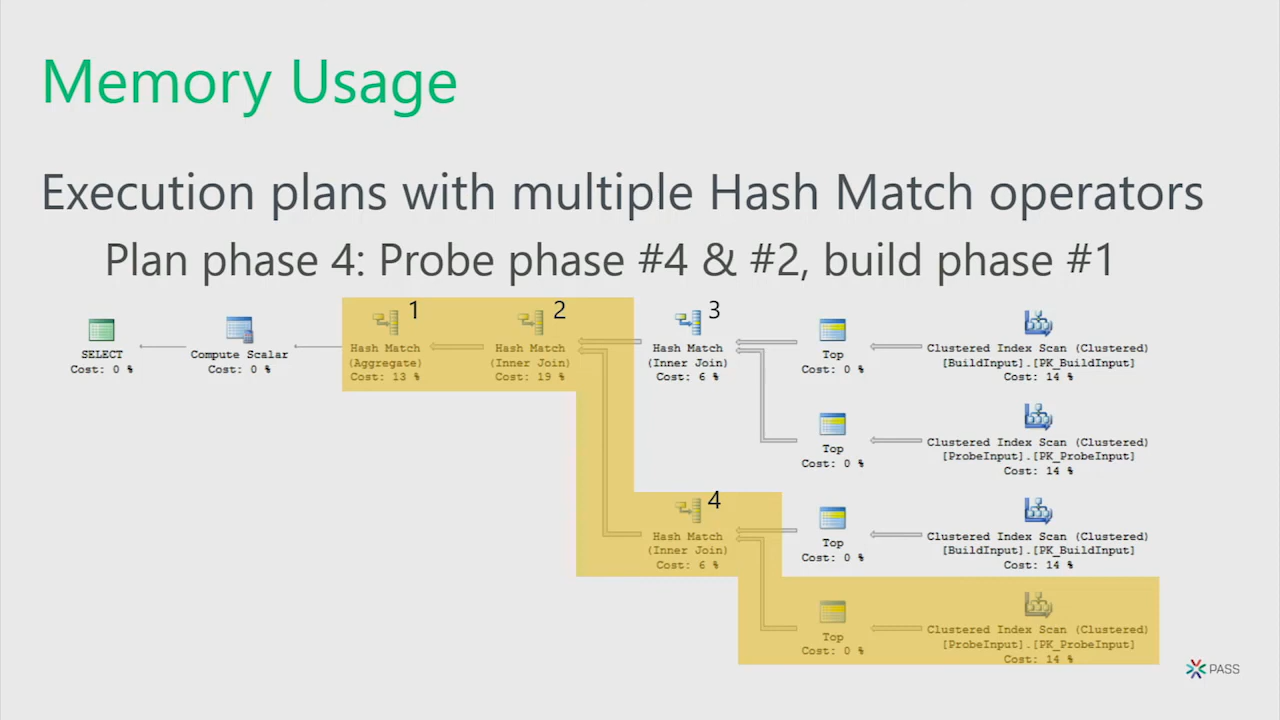 Memory Usage
Execution plans with multiple Hash Match operators
Plan phase 4: Probe phase #4 & #2, build phase #1
1
2
3
SELECT
Cost: 0 %
Compute Scalar
Cost: 0 %
Hash Match
(Aggregate)
Cost: 13 %
Hash Match
(Inner Join)
Cost: 19 %
Hash Match
(Inner Join)
Cost: 6 %
Top
Cost: 0 %
Clustered Index Scan (Clustered)
[BuildInput].[PK_BuildInput]
Cost: 14 %
Top
Cost: 0 %
Clustered Index Scan (Clustered)
[ProbeInput].[PK_ProbeInput]
Cost: 14 %
4
Hash Match
(Inner Join)
Cost: 6 %
Top
Cost: 0 %
Clustered Index Scan (Clustered)
[BuildInput].[PK_BuildInput]
Cost: 14 %
Top
Cost: 0 %
Clustered Index Scan (Clustered)
[ProbeInput].[PK_ProbeInput]
Cost: 14 %
PASS